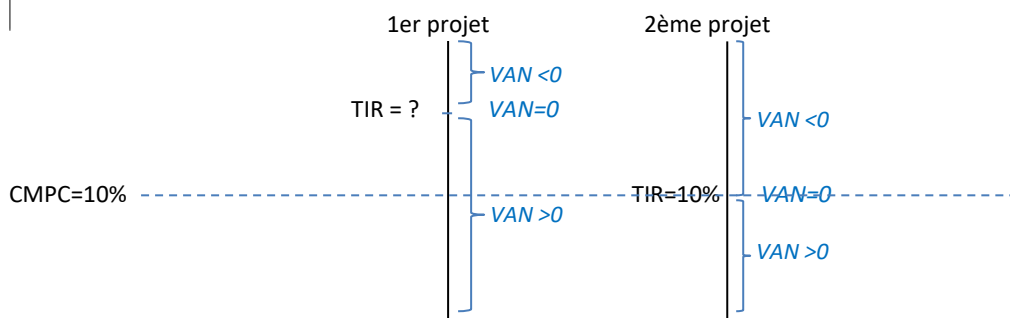 1er projet 2ème projet
VAN <0
TIR = ? VAN=0
VAN <0
CMPC=10% TIR=10% VAN=0
VAN >0
VAN >0